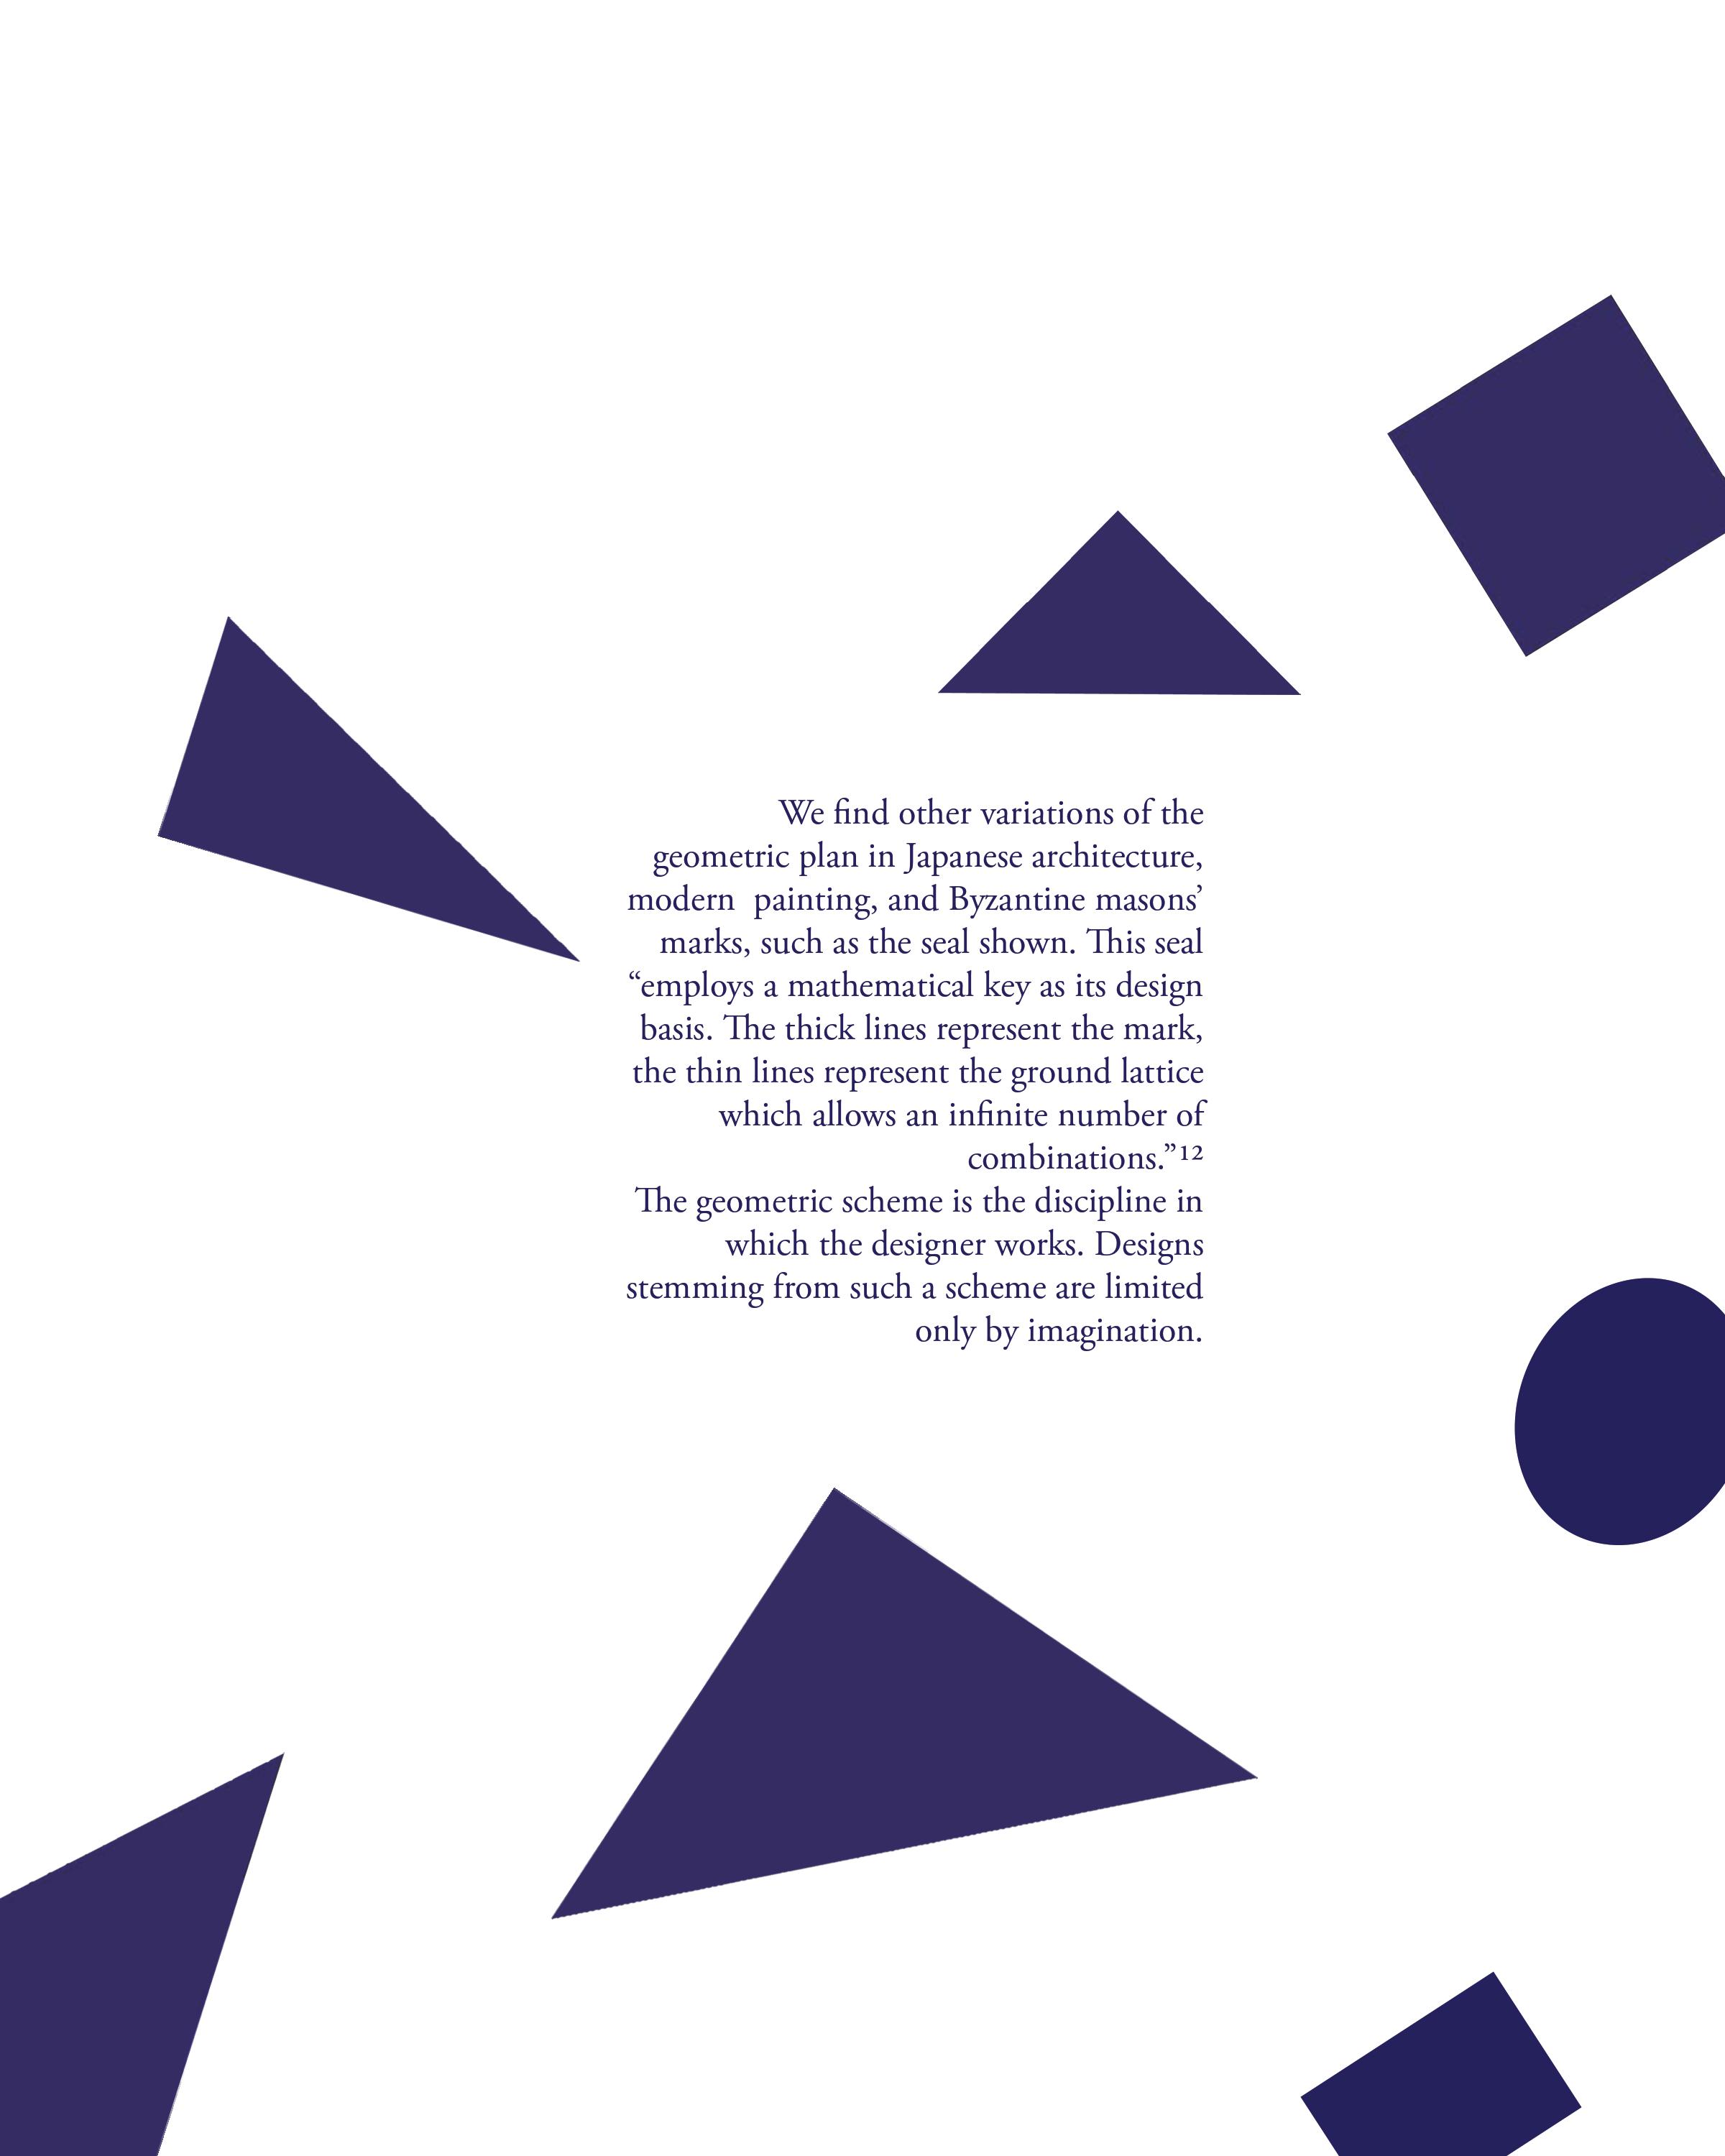 We find other variations of the
geometric plan in Japanese architecture,
modern  painting, and Byzantine masons’
marks, such as the seal shown. This seal
“employs a mathematical key as its design
basis. The thick lines represent the mark,
the thin lines represent the ground lattice
which allows an infinite number of
combinations.”¹²
The geometric scheme is the discipline in
which the designer works. Designs
stemming from such a scheme are limited
only by imagination.